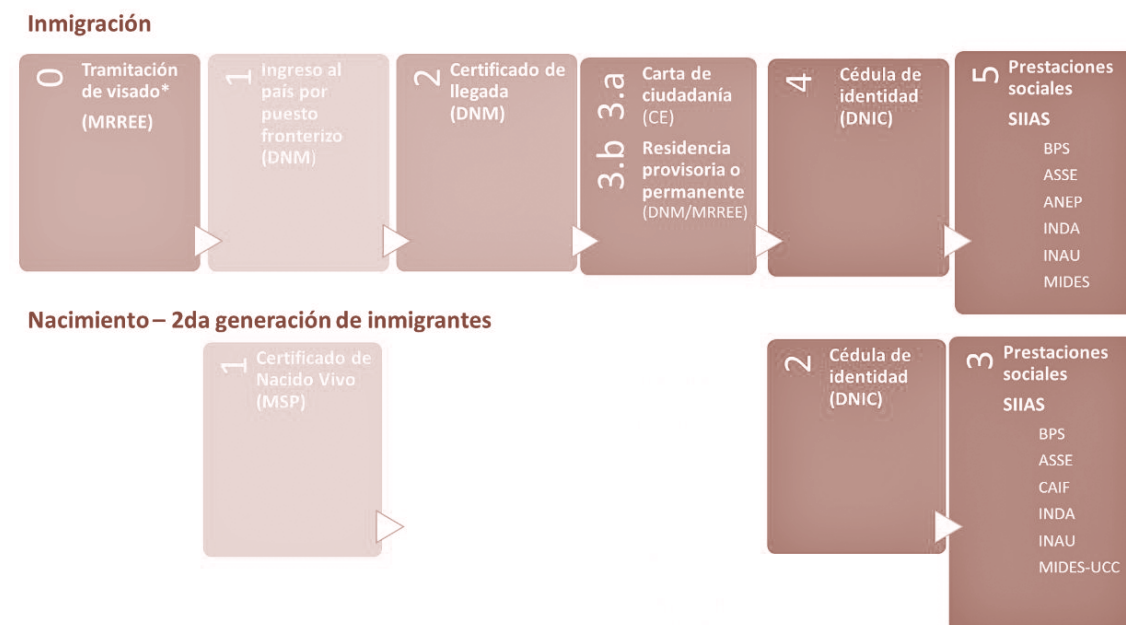 Inmigración
0
Tramitación
de visado*
(MRREE)
1
Ingreso al
país por
puesto
fronterizo
(DNM)
2
Certificado de
llegada
(DNM)
3.a
Carta de
ciudadanía
(CE)
3.b
Residencia
provisoria o
permanente
(DNM/MRREE)
4
Cédula de
identidad
(DNIC)
5
Prestaciones
sociales
SIIAS
BPS
ASSE
ANEP
INDA
INAU
MIDES
Nacimiento – 2da generación de inmigrantes
1
Certificado de
Nacido Vivo
(MSP)
2
Cédula de
identidad
(DNIC)
3
Prestaciones
sociales
SIIAS
BPS
ASSE
CAIF
INDA
INAU
MIDES-UCC